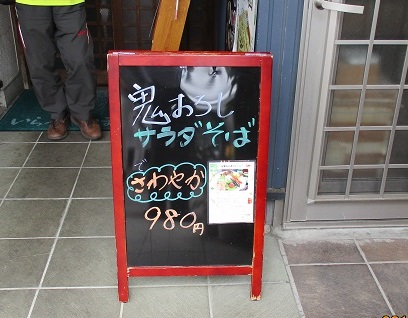 鬼おろし
サラダそば
で
さわやか
980円